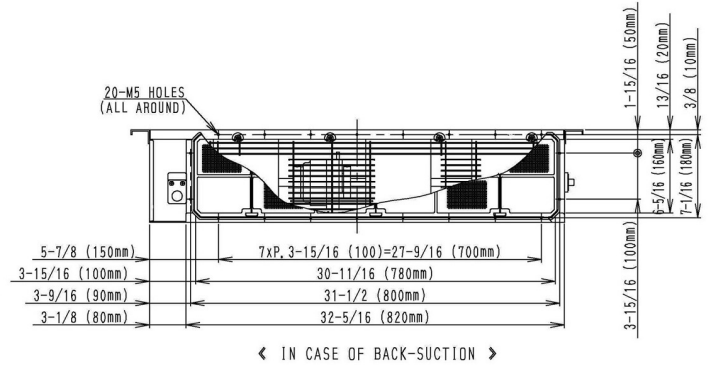 1-15/16 (50mm)
13/16 (20mm)
3/8 (10mm)
20-M5 HOLES
(ALL AROUND)
6-5/16 (160mm)
7-1/16 (180mm)
3-15/16 (100mm)
5-7/8 (150mm)
7xP. 3-15/16 (100)=27-9/16 (700mm)
3-15/16 (100mm)
30-11/16 (780mm)
3-9/16 (90mm)
31-1/2 (800mm)
3-1/8 (80mm)
32-5/16 (820mm)
《 IN CASE OF BACK-SUCTION 》